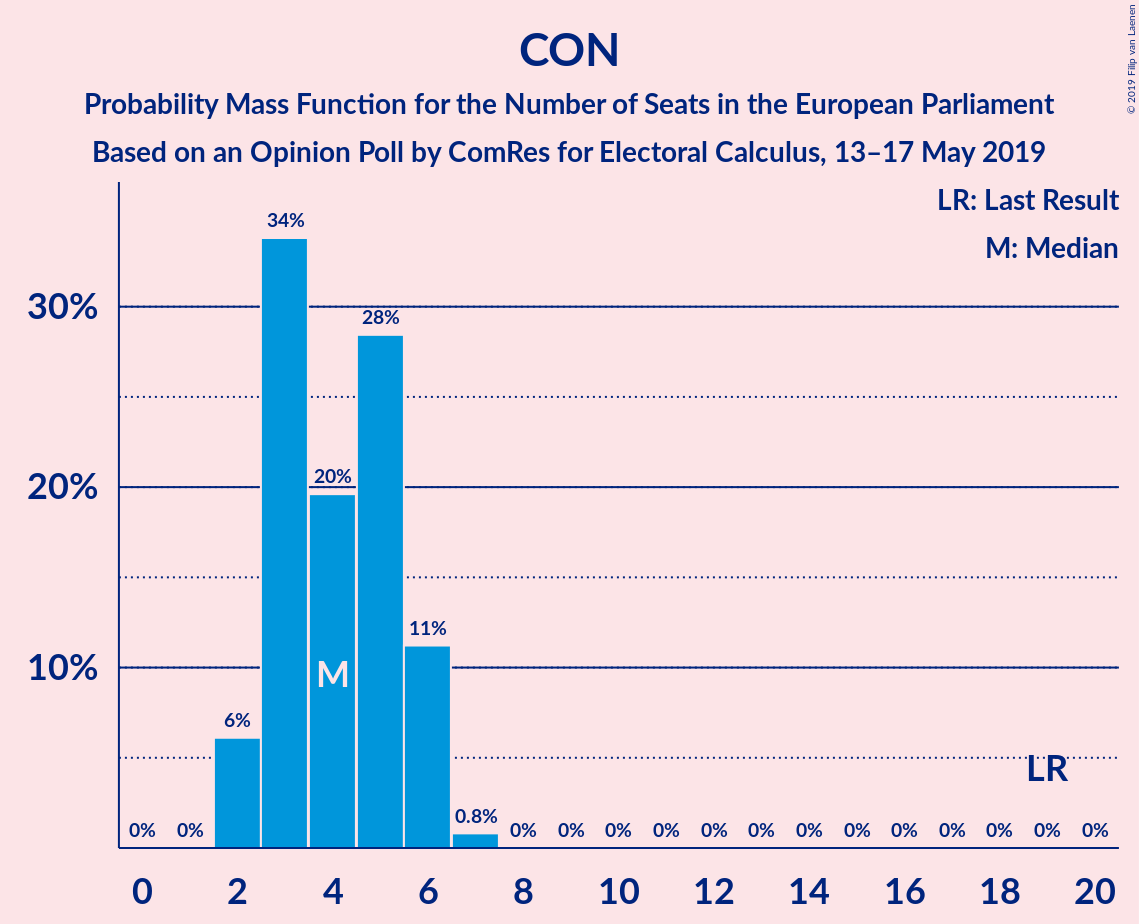 CON
Probability Mass Function for the Number of Seats in the European Parliament
Based on an Opinion Poll by ComRes for Electoral Calculus, 13–17 May 2019
© 2019 Filip van Laenen
LR: Last Result
M: Median
34%
30%
28%
20%
20%
11%
10%
M
6%
LR
0.8%
0% 0% 0% 0% 0% 0% 0% 0% 0% 0% 0% 0% 0% 0% 0%
0 2 4 6 8 10 12 14 16 18 20